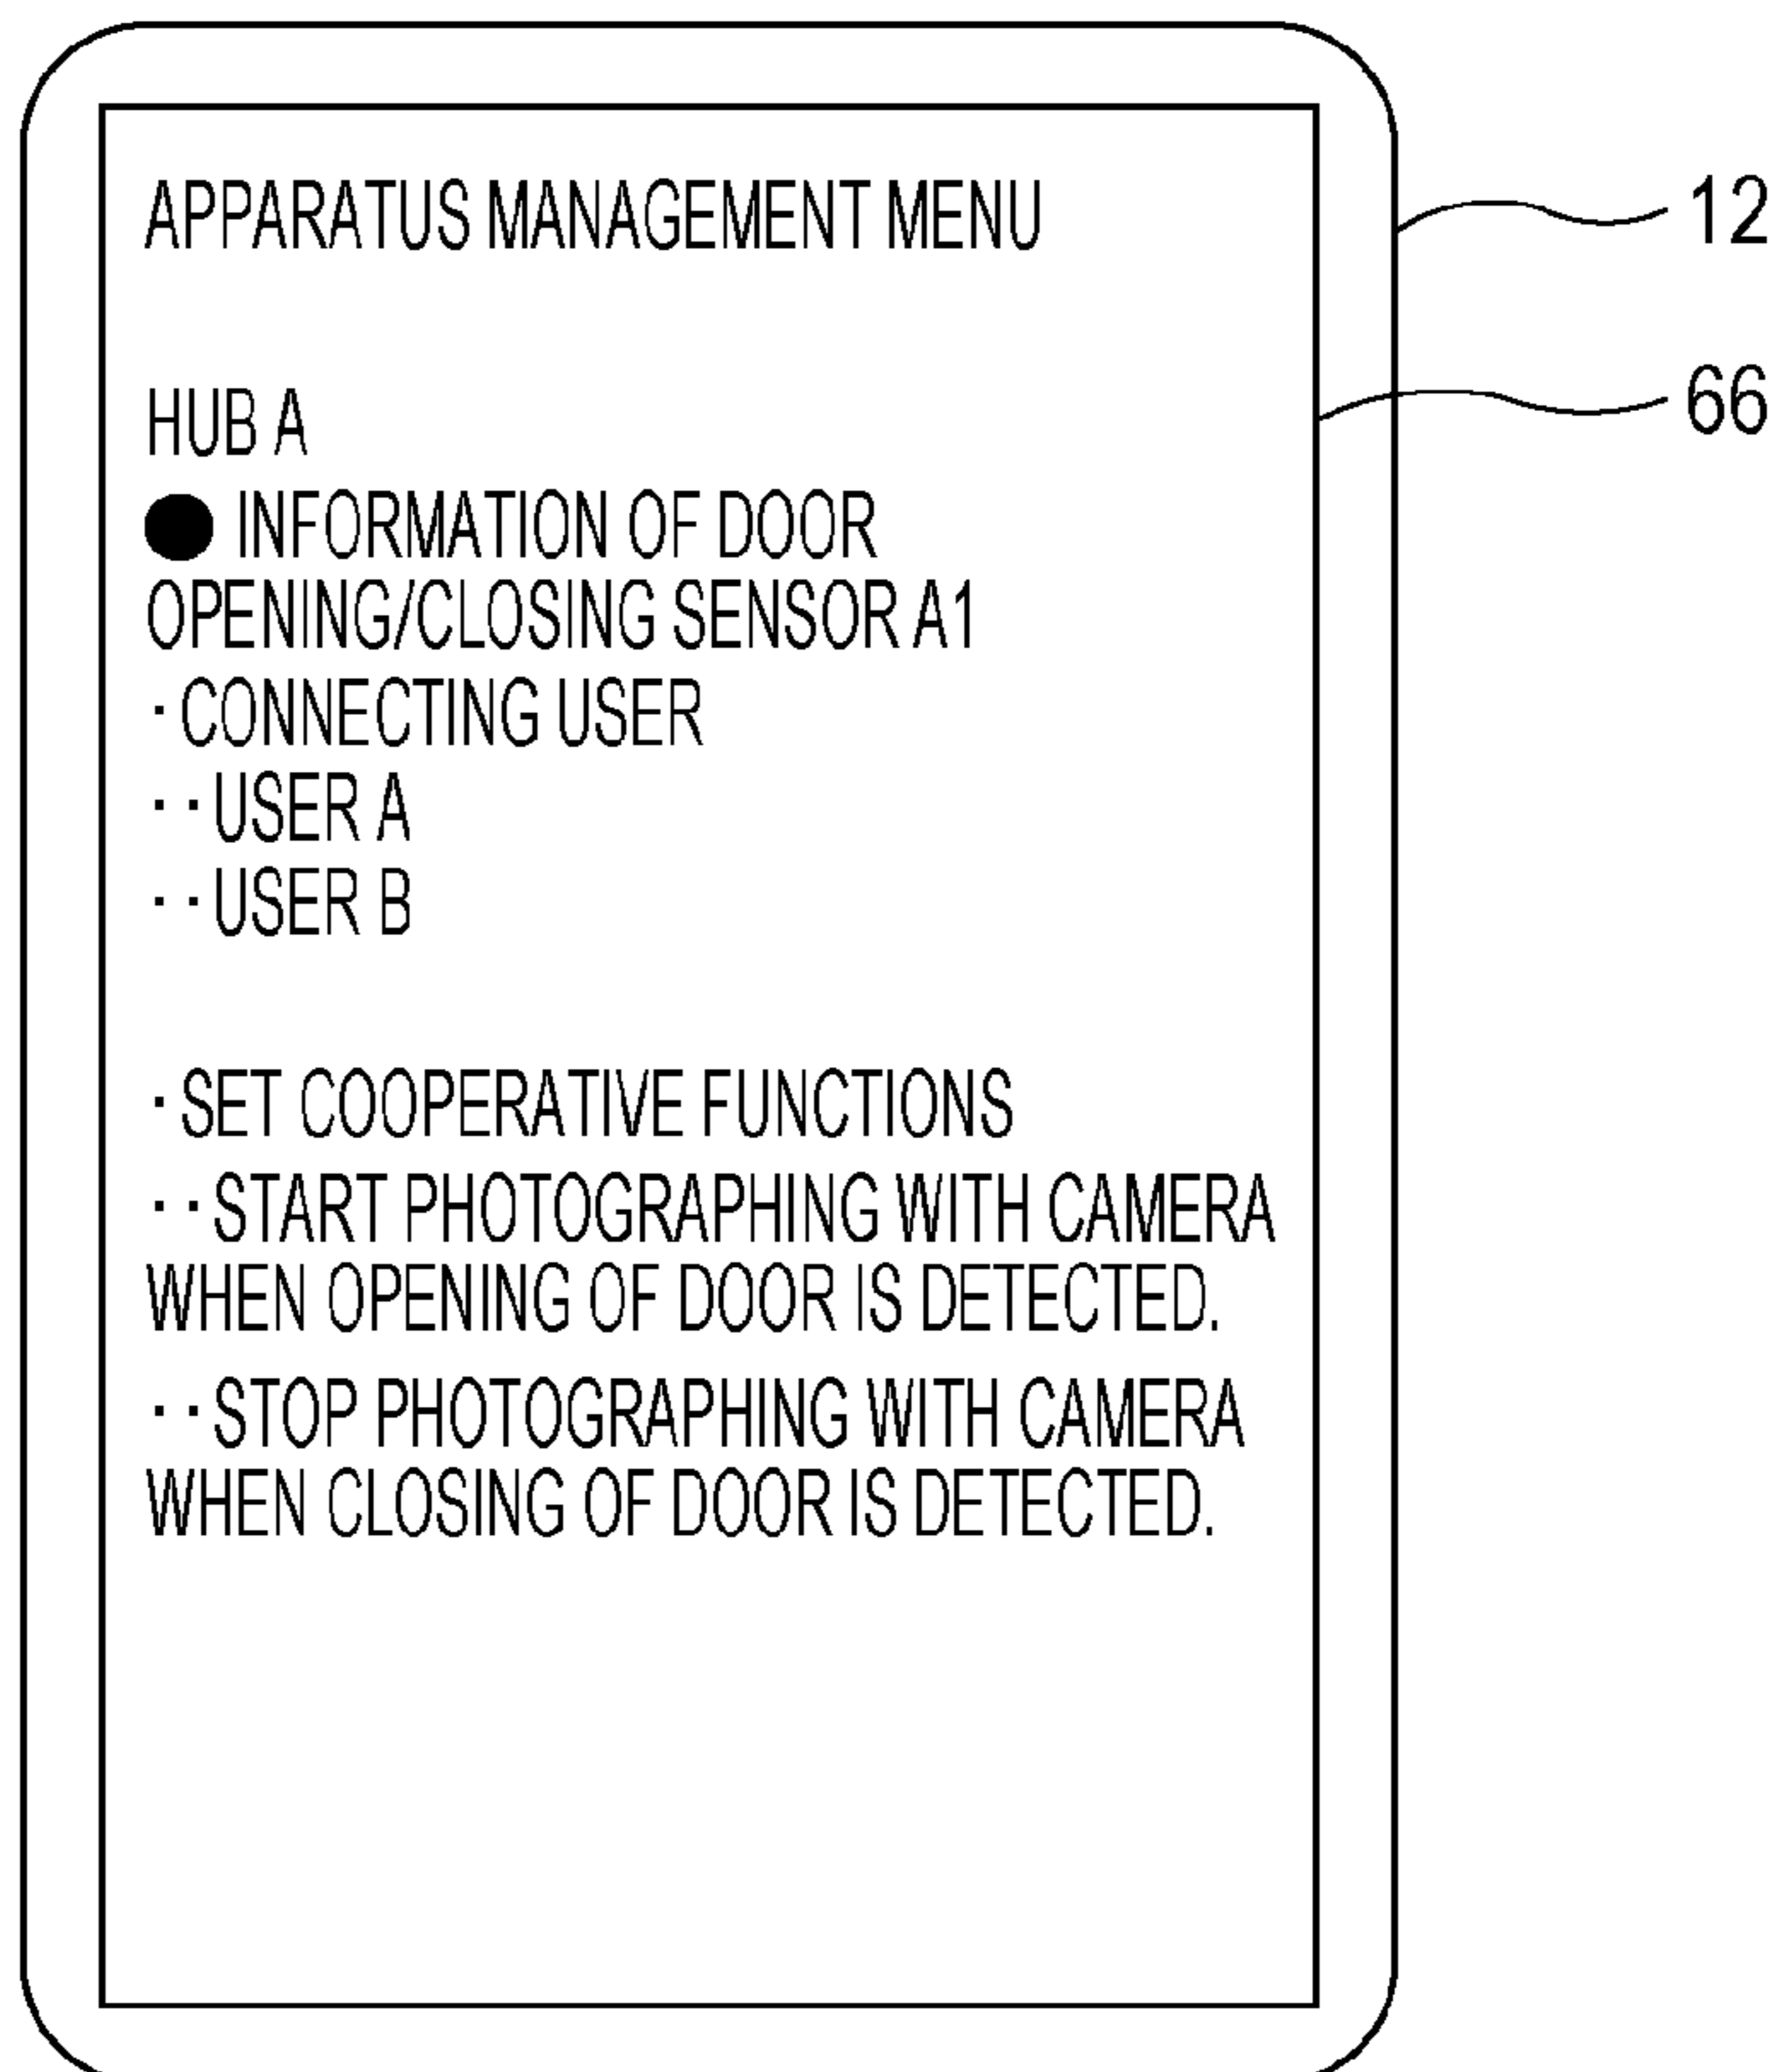 APPARATUS MANAGEMENT MENU
12
HUB A
66
● INFORMATION OF DOOR
OPENING/CLOSING SENSOR A1
·CONNECTING USER
··USER A
··USER B
·SET COOPERATIVE FUNCTIONS
··START PHOTOGRAPHING WITH CAMERA
WHEN OPENING OF DOOR IS DETECTED.
··STOP PHOTOGRAPHING WITH CAMERA
WHEN CLOSING OF DOOR IS DETECTED.